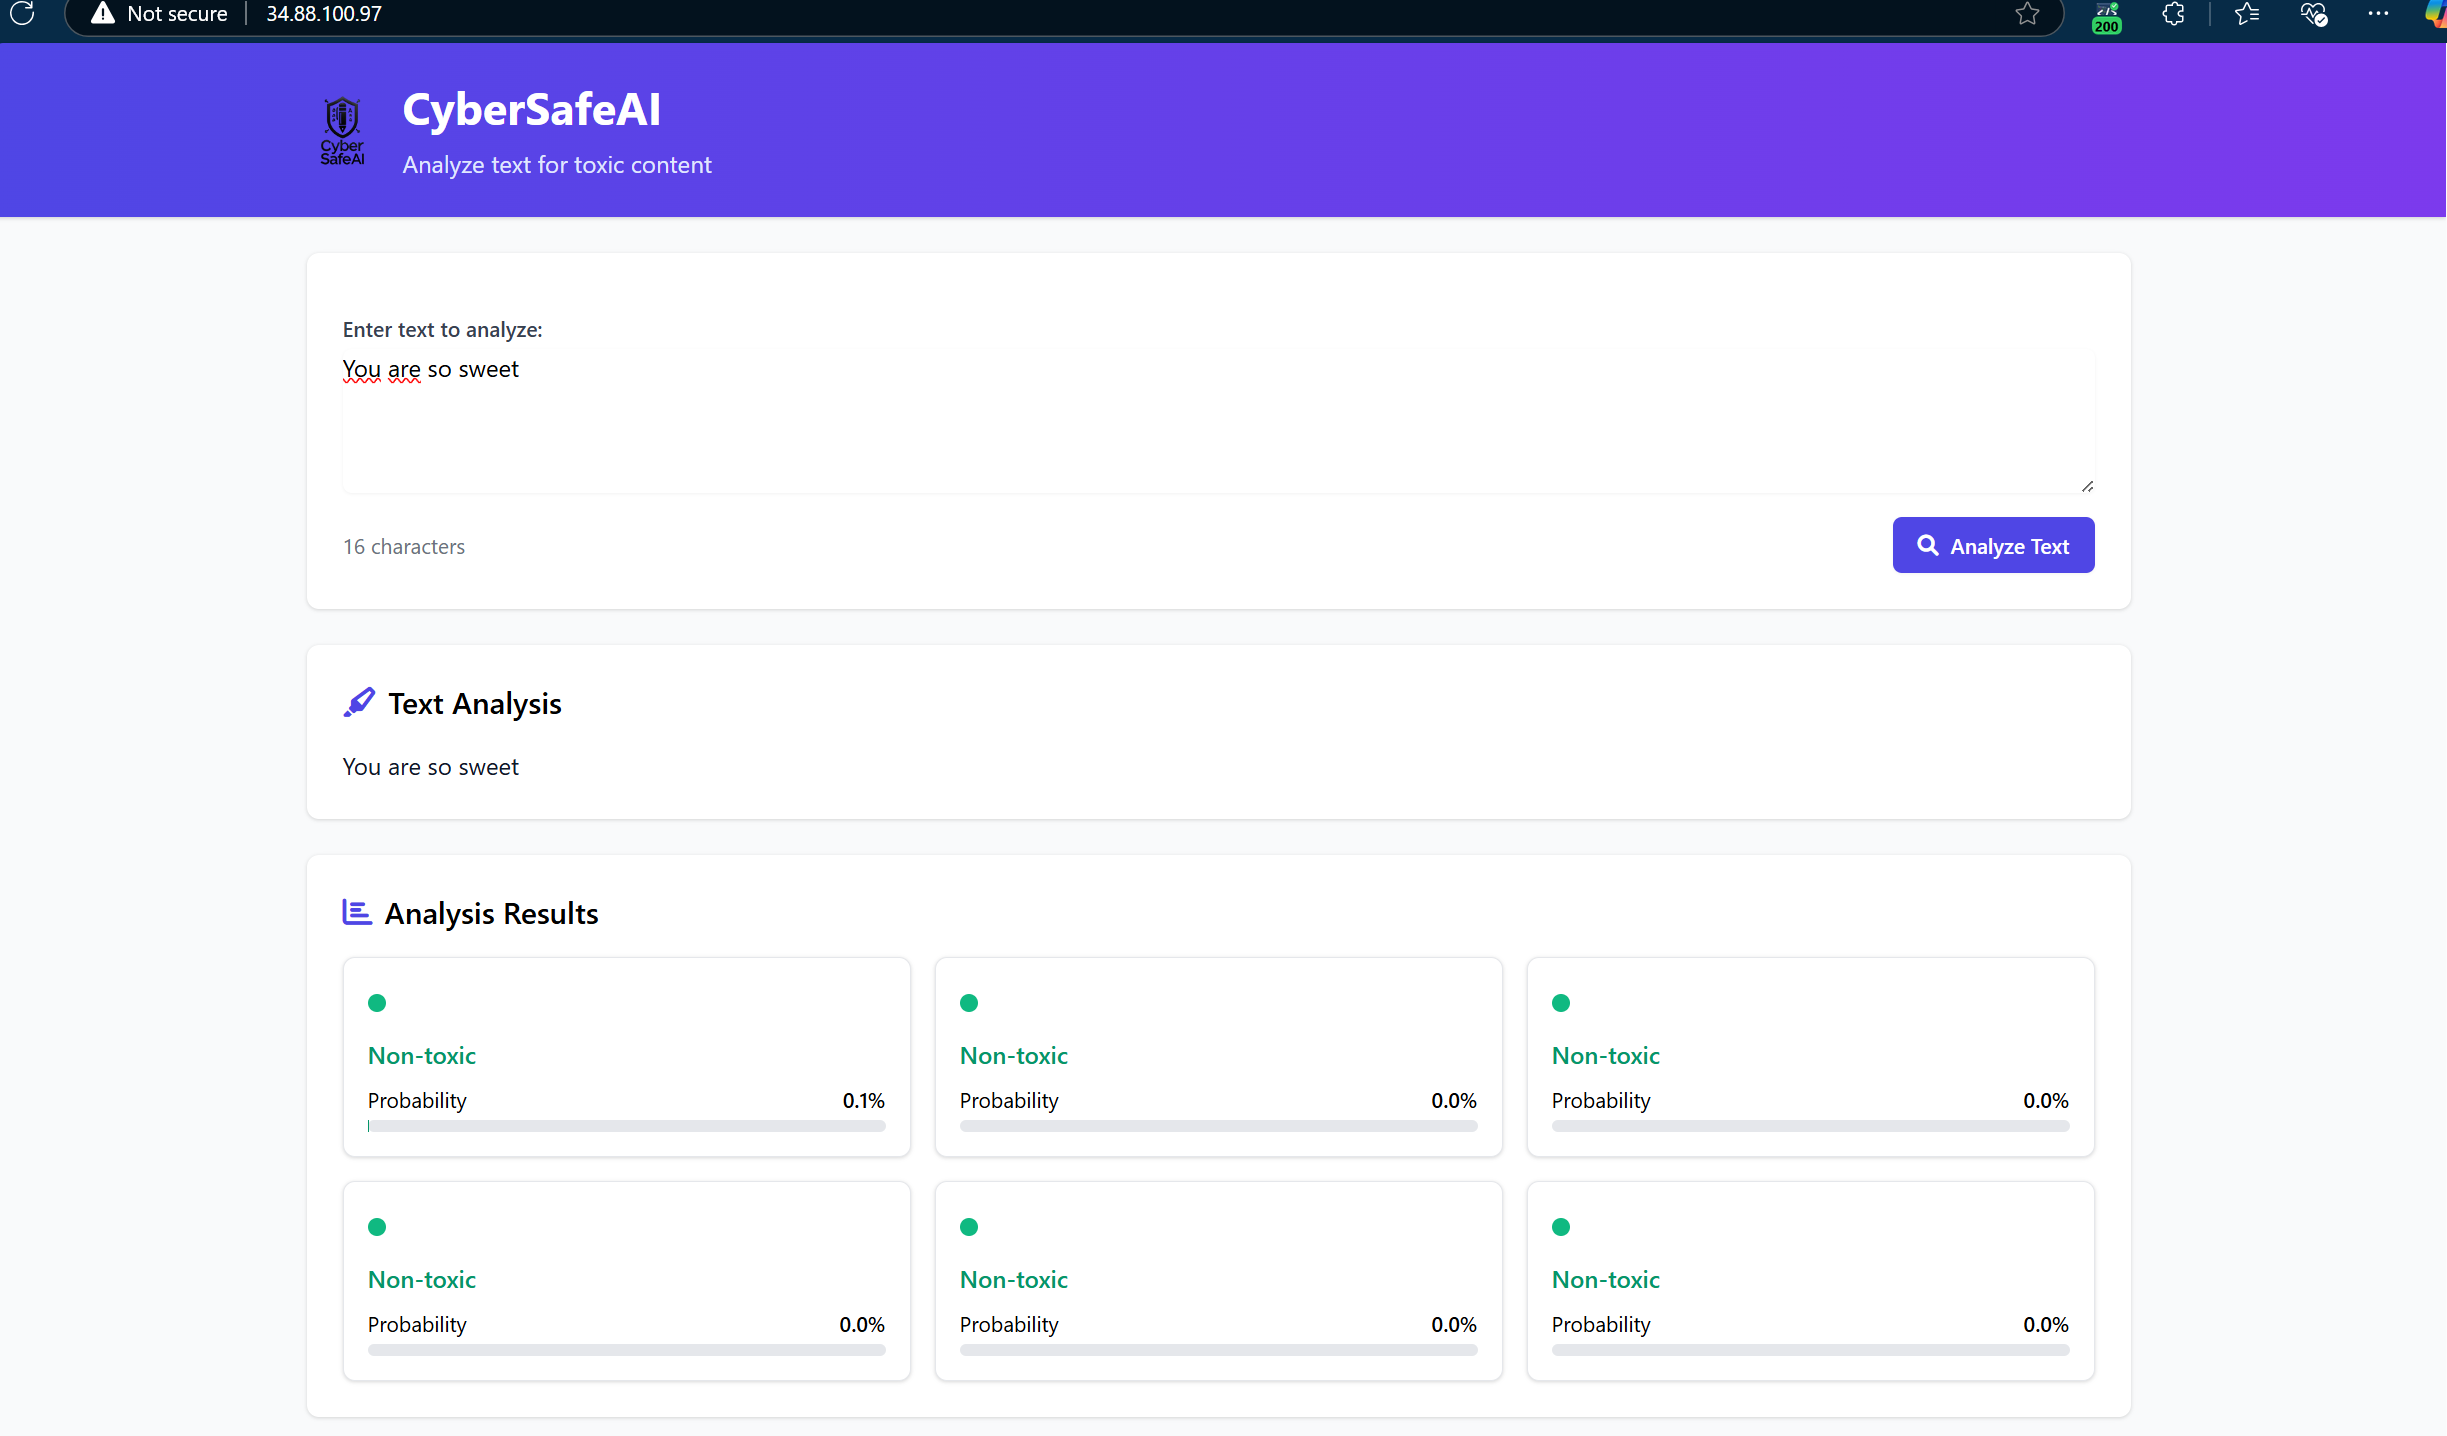 Not secure
34.88.100.97
200
Cyber
SafeAI
CyberSafeAI
Analyze text for toxic content
Enter text to analyze:
You are so sweet
16 characters
Analyze Text
Text Analysis
You are so sweet
Analysis Results
Non-toxic
Probability 0.1%
Non-toxic
Probability 0.0%
Non-toxic
Probability 0.0%
Non-toxic
Probability 0.0%
Non-toxic
Probability 0.0%
Non-toxic
Probability 0.0%